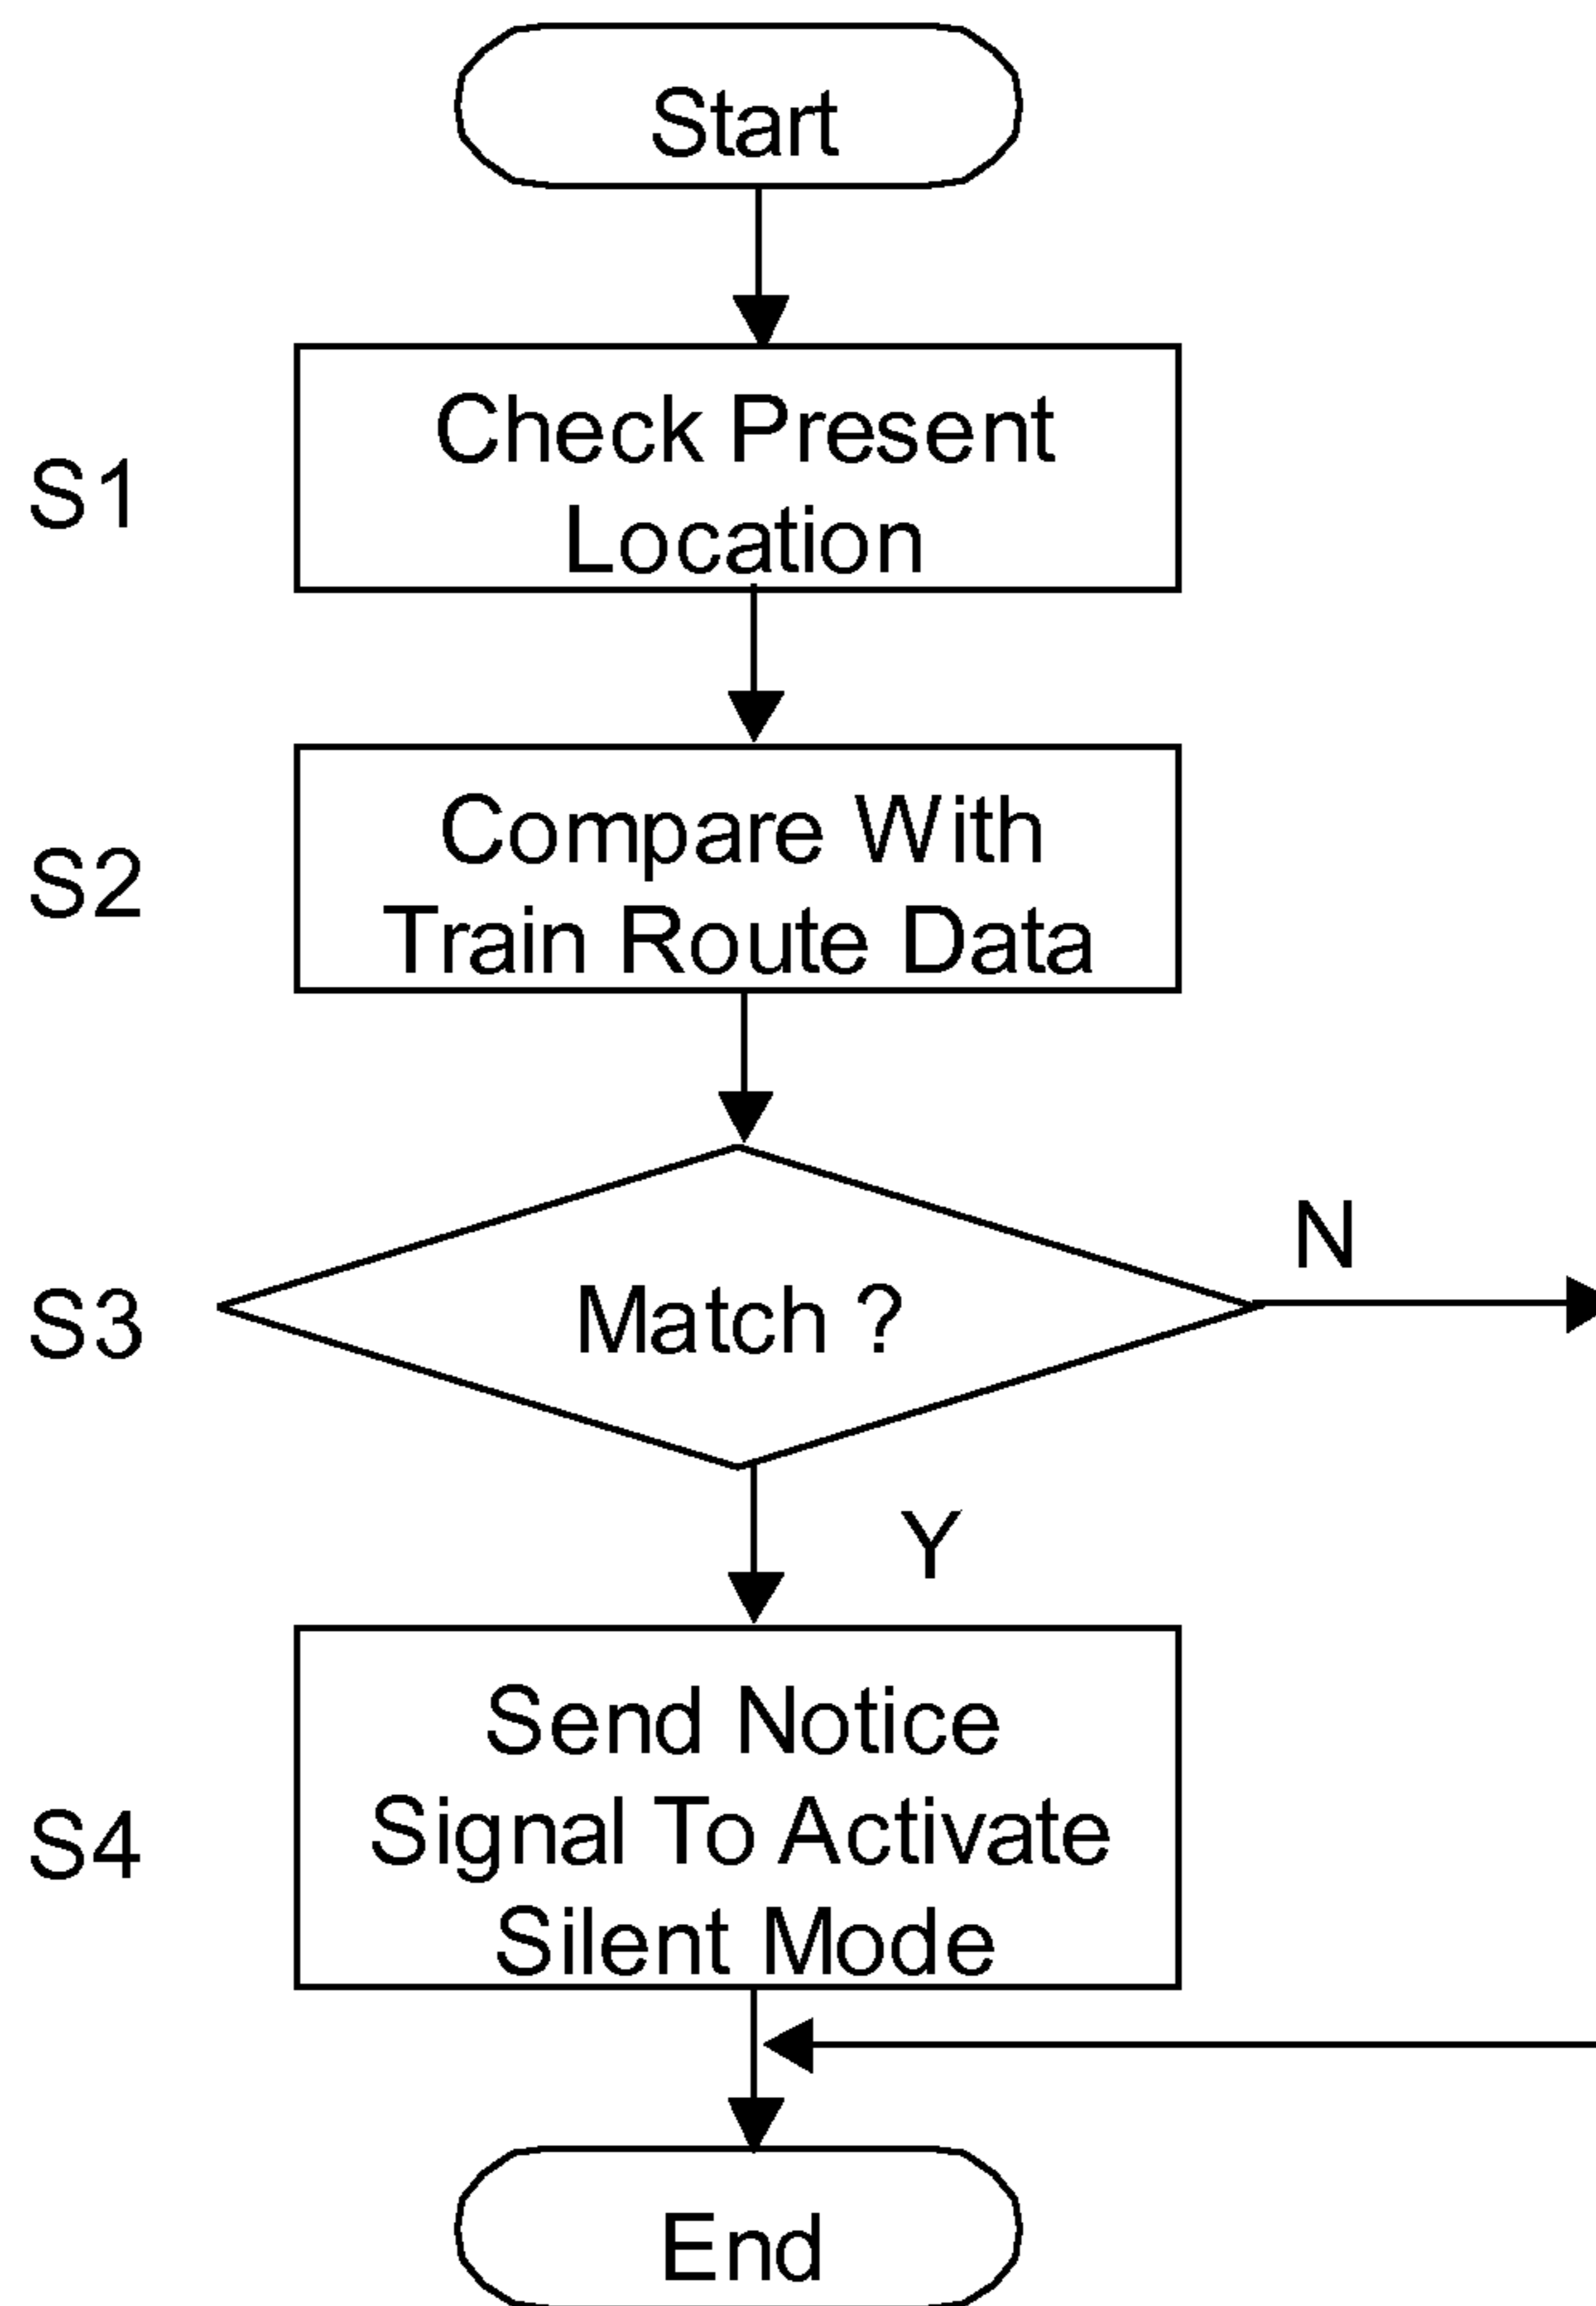 Start
S1
Check Present
Location
S2
Compare With
Train Route Data
S3
Match ?
N
Y
S4
Send Notice
Signal To Activate
Silent Mode
End